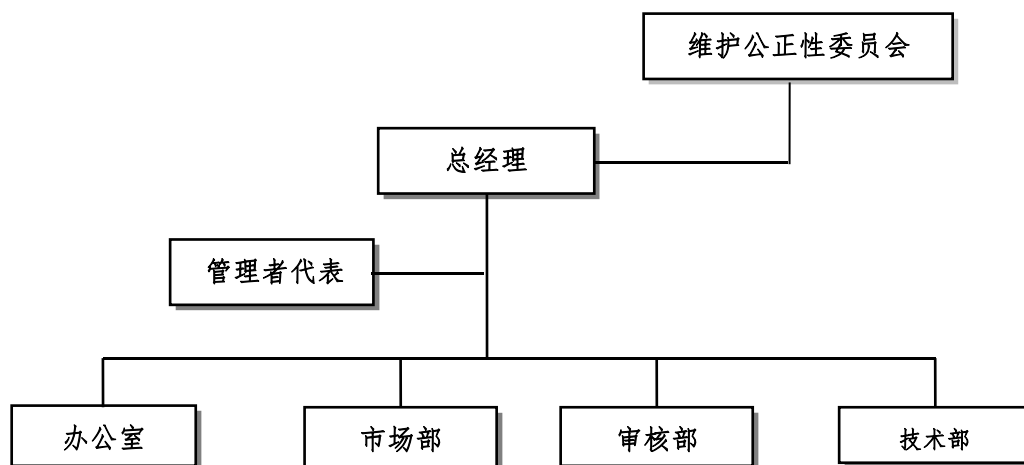 维护公正性委员会
总经理
管理者代表
办公室
市场部
审核部
技术部